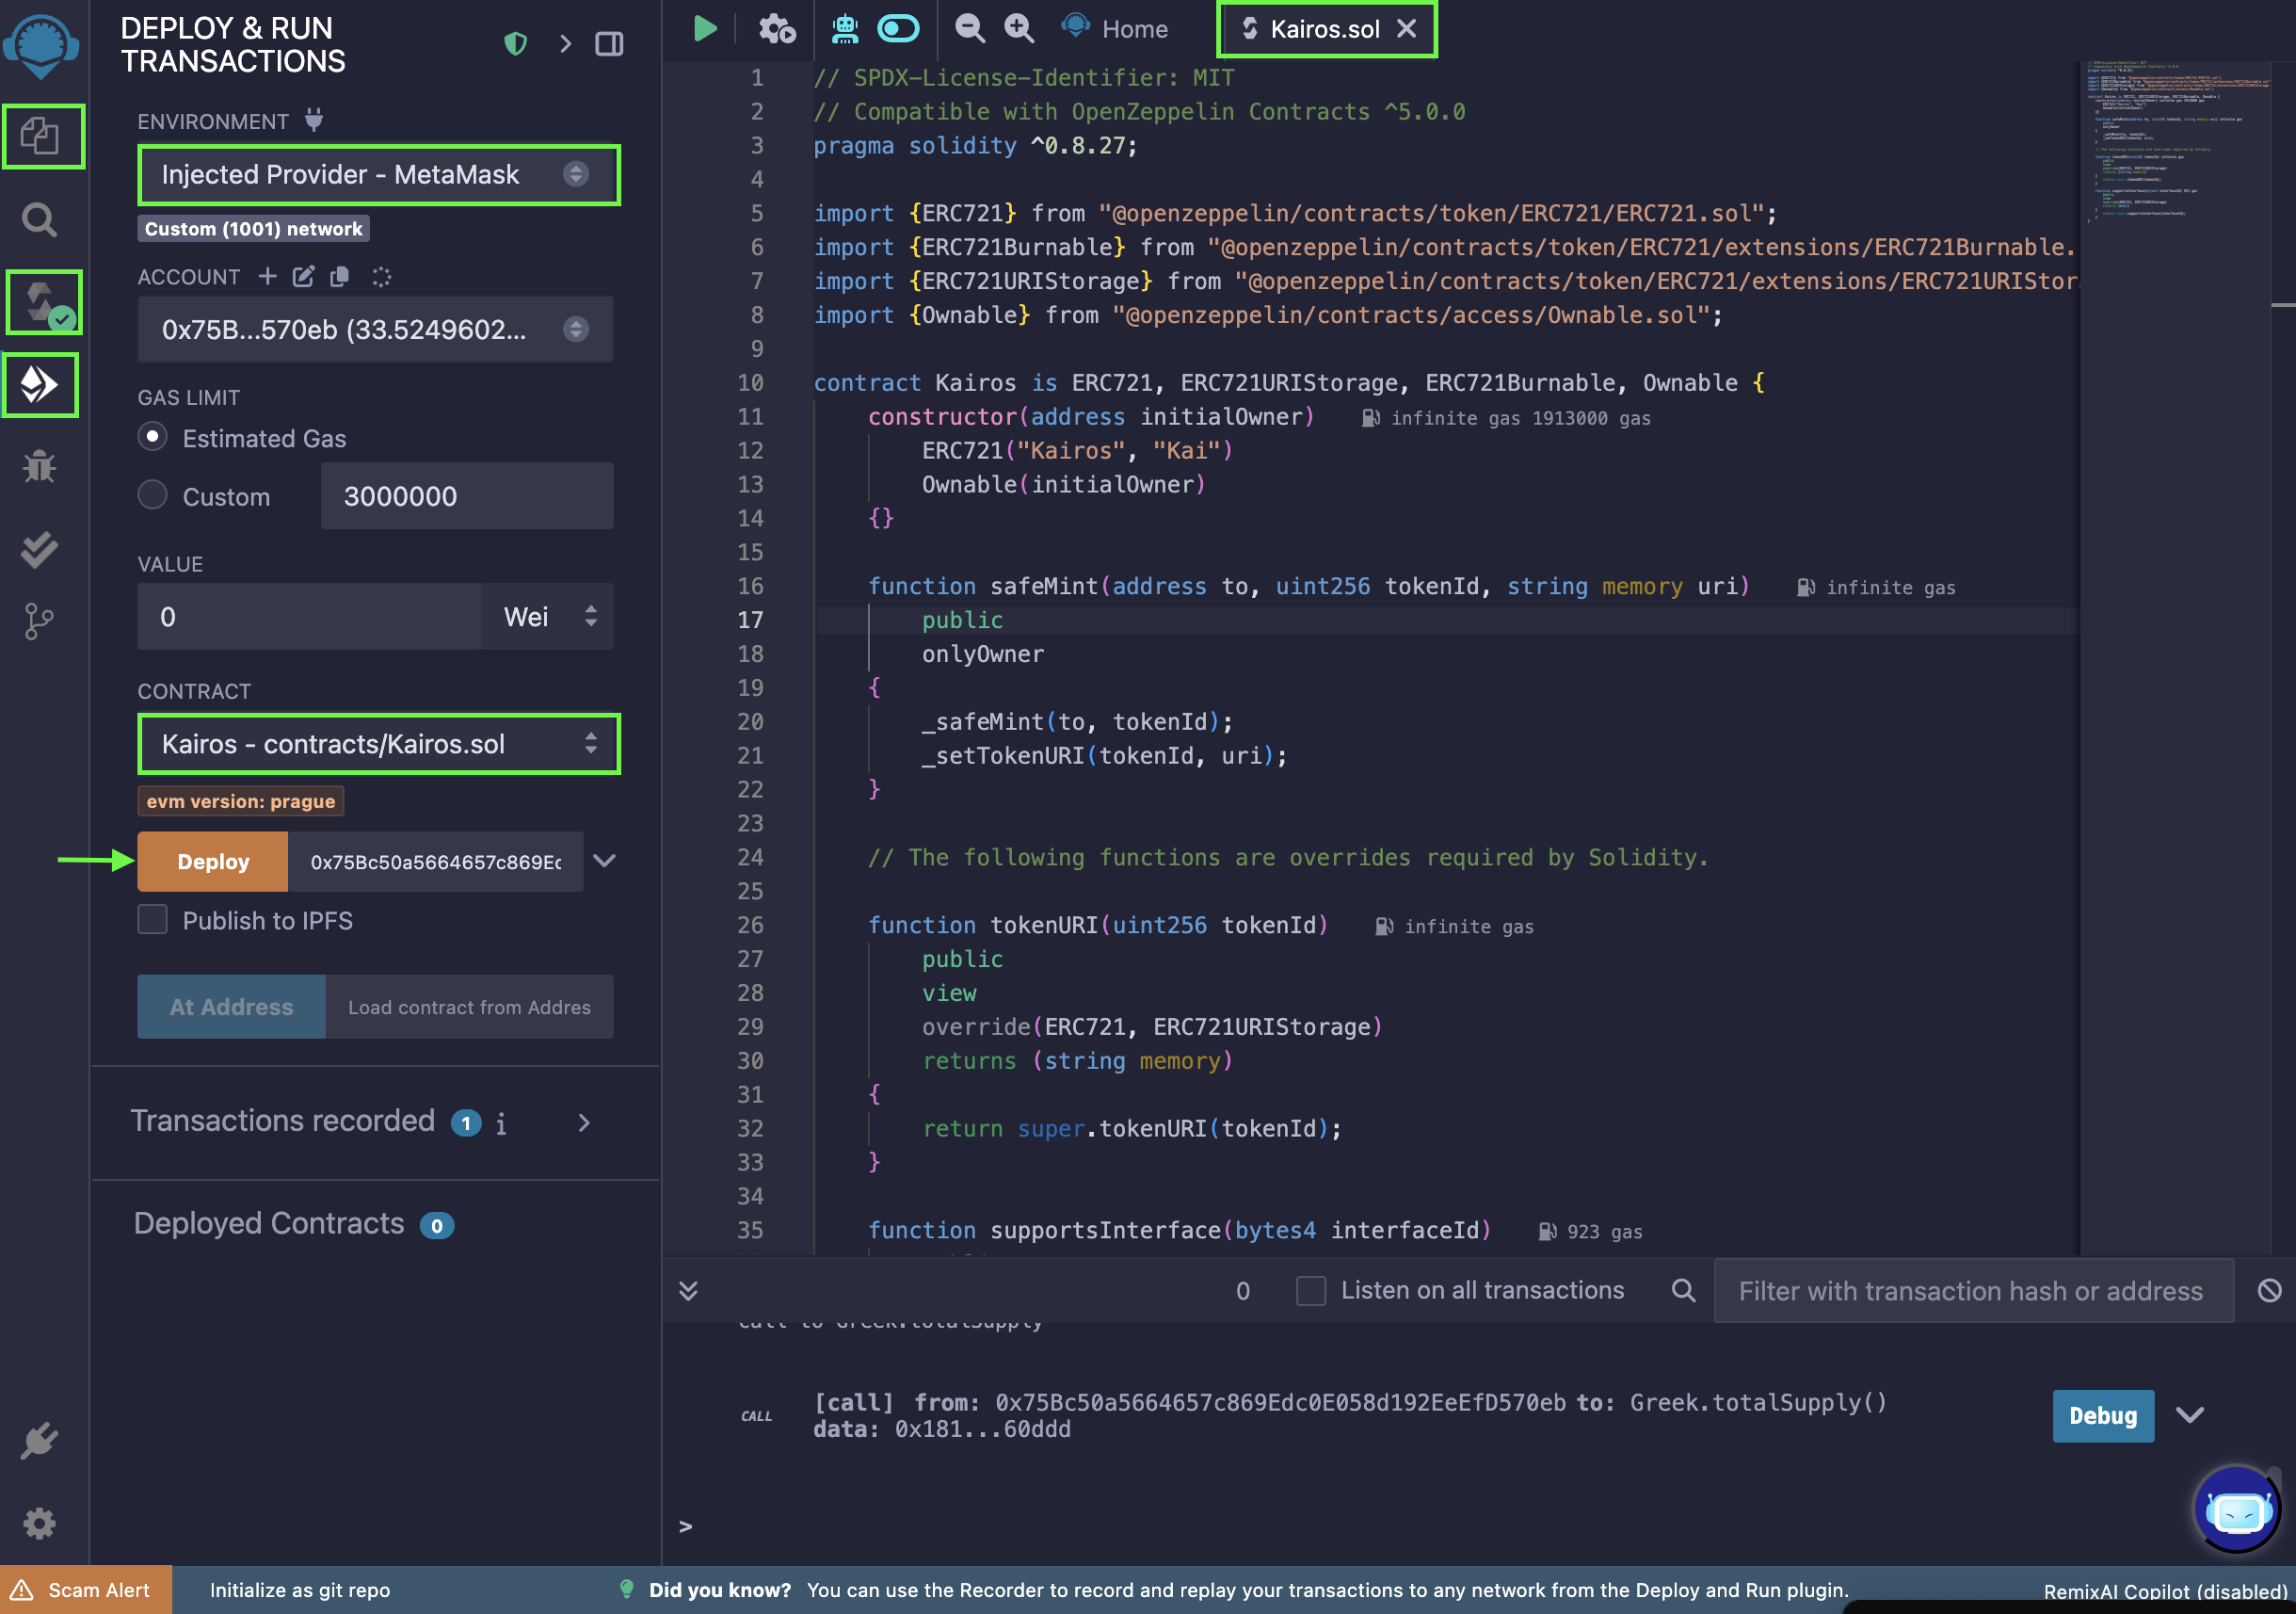 DEPLOY & RUN
TRANSACTIONS
ENVIRONMENT
Injected Provider - MetaMask
Custom (1001) network
ACCOUNT
0x75B...570eb (33.5249602...
GAS LIMIT
Estimated Gas
Custom
3000000
VALUE
0
Wei
CONTRACT
Kairos - contracts/Kairos.sol
evm version: prague
Deploy
0x75Bc50a5664657c869Ec
Publish to IPFS
At Address
Load contract from Addres
Transactions recorded 1 i
Deployed Contracts 0
Home
Kairos.sol
1 // SPDX-License-Identifier: MIT
2 // Compatible with OpenZeppelin Contracts ^5.0.0
3 pragma solidity ^0.8.27;
4
5 import {ERC721} from "@openzeppelin/contracts/token/ERC721/ERC721.sol";
6 import {ERC721Burnable} from "@openzeppelin/contracts/token/ERC721/extensions/ERC721Burnable.
7 import {ERC721URIStorage} from "@openzeppelin/contracts/token/ERC721/extensions/ERC721URIStor
8 import {Ownable} from "@openzeppelin/contracts/access/Ownable.sol";
9
10 contract Kairos is ERC721, ERC721URIStorage, ERC721Burnable, Ownable {
11 constructor(address initialOwner) infinite gas 1913000 gas
12 ERC721("Kairos", "Kai")
13 Ownable(initialOwner)
14 {}
15
16 function safeMint(address to, uint256 tokenId, string memory uri) infinite gas
17 public
18 onlyOwner
19 {
20 _safeMint(to, tokenId);
21 _setTokenURI(tokenId, uri);
22 }
23
24 // The following functions are overrides required by Solidity.
25
26 function tokenURI(uint256 tokenId) infinite gas
27 public
28 view
29 override(ERC721, ERC721URIStorage)
30 returns (string memory)
31 {
32 return super.tokenURI(tokenId);
33 }
34
35 function supportsInterface(bytes4 interfaceId) 923 gas
0
Listen on all transactions
Filter with transaction hash or address
call to Greek.totalSupply
CALL
[call] from: 0x75Bc50a5664657c869Edc0E058d192EeEfD570eb to: Greek.totalSupply()
data: 0x181...60ddd
Debug
>
Scam Alert
Initialize as git repo
Did you know? You can use the Recorder to record and replay your transactions to any network from the Deploy and Run plugin.
RemixAI Copilot (disabled)